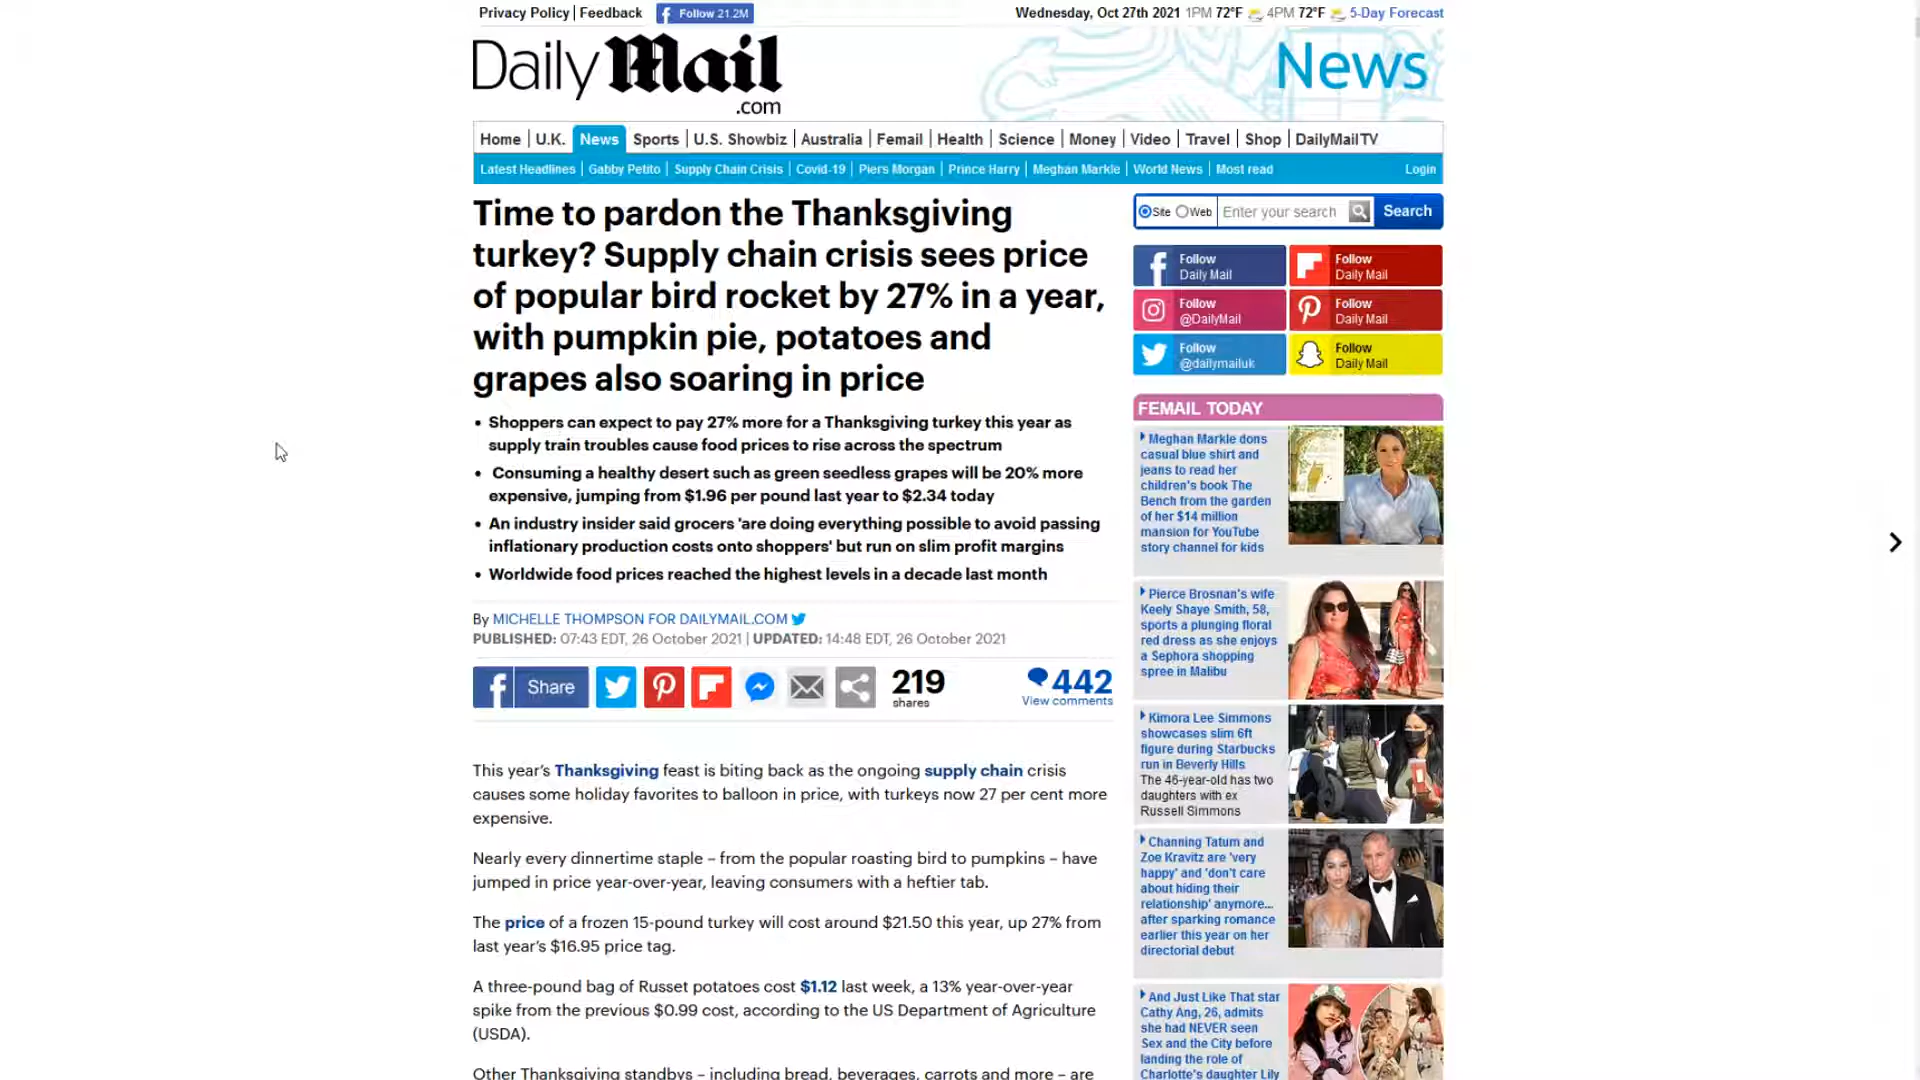 Privacy Policy | Feedback
Follow 21.2M
Wednesday, Oct 27th 2021 1PM 72°F 4PM 72°F 5-Day Forecast
Daily Mail
.com
News
Home | U.K. News Sports | U.S. Showbiz | Australia | Femail | Health | Science | Money | Video | Travel | Shop | DailyMailTV
Latest Headlines | Gabby Petito | Supply Chain Crisis | Covid-19 | Piers Morgan | Prince Harry | Meghan Markle | World News | Most read
Login
Time to pardon the Thanksgiving
turkey? Supply chain crisis sees price
of popular bird rocket by 27% in a year,
with pumpkin pie, potatoes and
grapes also soaring in price
• Shoppers can expect to pay 27% more for a Thanksgiving turkey this year as
supply train troubles cause food prices to rise across the spectrum
• Consuming a healthy desert such as green seedless grapes will be 20% more
expensive, jumping from $1.96 per pound last year to $2.34 today
• An industry insider said grocers 'are doing everything possible to avoid passing
inflationary production costs onto shoppers' but run on slim profit margins
• Worldwide food prices reached the highest levels in a decade last month
By MICHELLE THOMPSON FOR DAILYMAIL.COM
PUBLISHED: 07:43 EDT, 26 October 2021 | UPDATED: 14:48 EDT, 26 October 2021
Share
219
shares
442
View comments
This year's Thanksgiving feast is biting back as the ongoing supply chain crisis
causes some holiday favorites to balloon in price, with turkeys now 27 per cent more
expensive.
Nearly every dinnertime staple – from the popular roasting bird to pumpkins – have
jumped in price year-over-year, leaving consumers with a heftier tab.
The price of a frozen 15-pound turkey will cost around $21.50 this year, up 27% from
last year's $16.95 price tag.
A three-pound bag of Russet potatoes cost $1.12 last week, a 13% year-over-year
spike from the previous $0.99 cost, according to the US Department of Agriculture
(USDA).
Other Thanksgiving standbys – including bread, beverages, carrots and more – are
Site Web Enter your search Search
Follow
Daily Mail
Follow
Daily Mail
Follow
@DailyMail
Follow
Daily Mail
Follow
@dailymailuk
Follow
Daily Mail
FEMAIL TODAY
Meghan Markle dons
casual blue shirt and
jeans to read her
children's book The
Bench from the garden
of her $14 million
mansion for YouTube
story channel for kids
Pierce Brosnan's wife
Keely Shaye Smith, 58,
sports a plunging floral
red dress as she enjoys
a Sephora shopping
spree in Malibu
Kimora Lee Simmons
showcases slim 6ft
figure during Starbucks
run in Beverly Hills
The 46-year-old has two
daughters with ex
Russell Simmons
Channing Tatum and
Zoe Kravitz are 'very
happy' and 'don't care
about hiding their
relationship' anymore...
after sparking romance
earlier this year on her
directorial debut
And Just Like That star
Cathy Ang, 26, admits
she had NEVER seen
Sex and the City before
landing the role of
Charlotte's daughter Lily